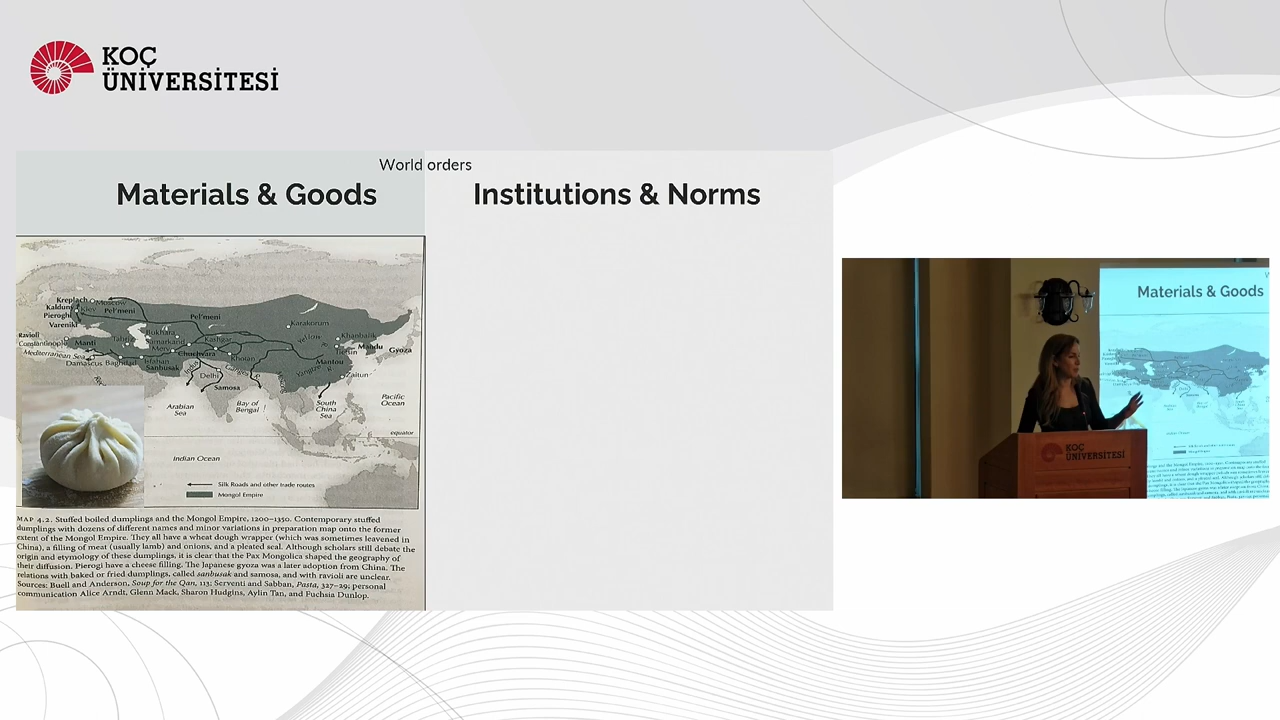 KOÇ
ÜNİVERSİTESİ
World orders
Materials & Goods
Institutions & Norms
Kreplach
Moscow
Kalduny
Kiev
Pel'meni
Pieroghi
Vareniki
Pel'meni
Karakorum
Ravioli
Constantinople
Manti
Bukhara
Samarkand
Merv
Kashgar
Yellow
Khanbalik
Mandu
Gyoza
Tientsin
Mediterranean Sea
Damascus
Baghdad
Isfahan
Sanbusak
Chuchvara
Khotan
Mantou
Yangtze R.
Delhi
Ganges
Samosa
Zaitun
Arabian
Sea
Bay of
Bengal
South
China
Sea
Pacific
Ocean
equator
Indian Ocean
Silk Roads and other trade routes
Mongol Empire
MAP 4.2. Stuffed boiled dumplings and the Mongol Empire, 1200–1350. Contemporary stuffed
dumplings with dozens of different names and minor variations in preparation map onto the former
extent of the Mongol Empire. They all have a wheat dough wrapper (which was sometimes leavened in
China), a filling of meat (usually lamb) and onions, and a pleated seal. Although scholars still debate the
origin and etymology of these dumplings, it is clear that the Pax Mongolica shaped the geography of
their diffusion. Pierogi have a cheese filling. The Japanese gyoza was a later adoption from China. The
relations with baked or fried dumplings, called sanbusak and samosa, and with ravioli are unclear.
Sources: Buell and Anderson, Soup for the Qan, 113; Serventi and Sabban, Pasta, 327–29; personal
communication Alice Arndt, Glenn Mack, Sharon Hudgins, Aylin Tan, and Fuchsia Dunlop.
Materials & Goods
KOÇ
ÜNİVERSİTESİ